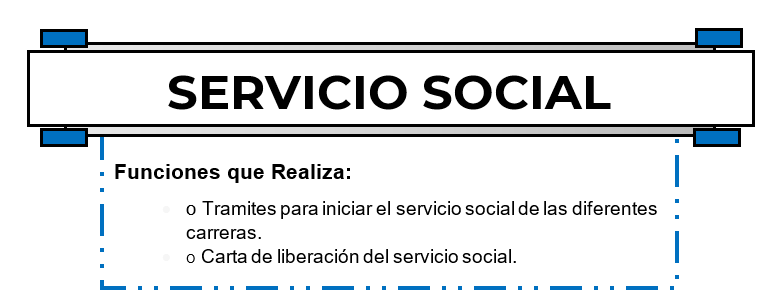 SERVICIO SOCIAL
Funciones que Realiza:
o Tramites para iniciar el servicio social de las diferentes
carreras.
o Carta de liberación del servicio social.